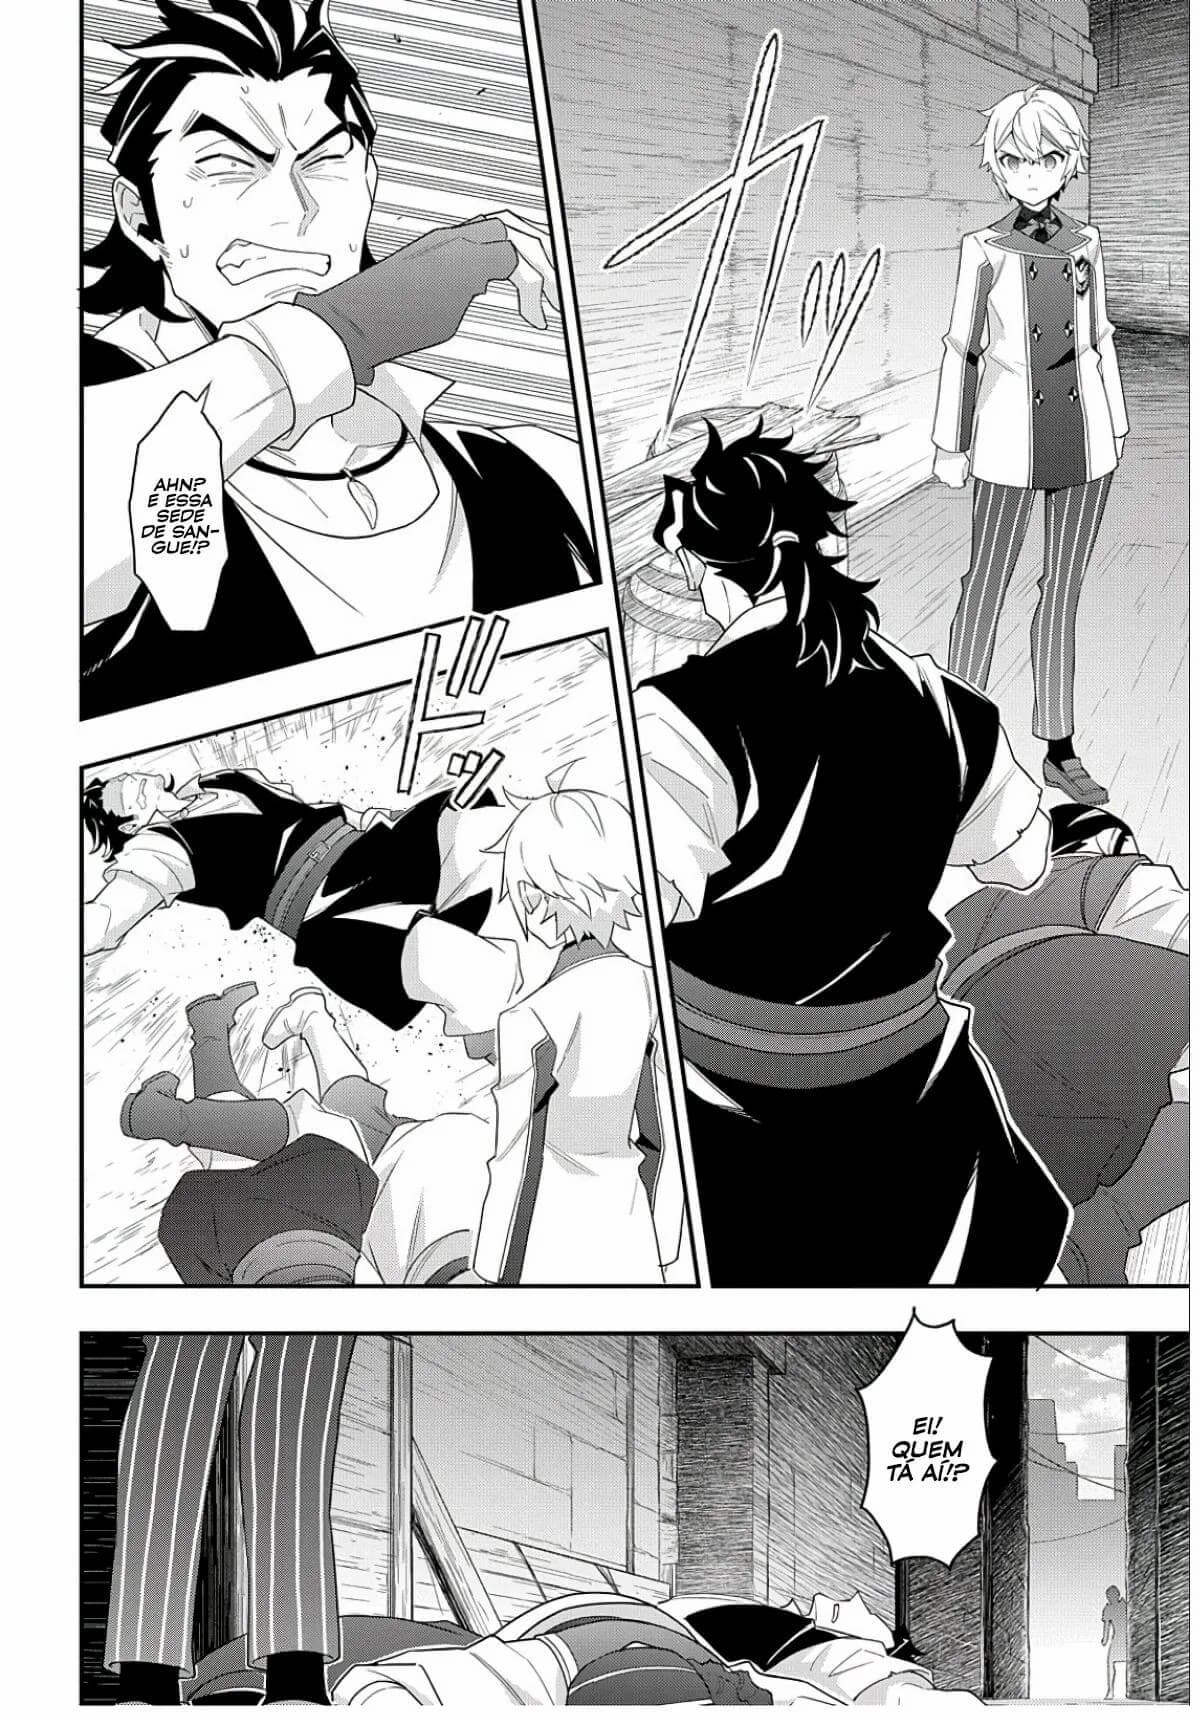 カッ
AHN?
E ESSA
SEDE
DE SAN-
GUE!?
ドッ
EI!
QUEM
TÁ AÍ!?